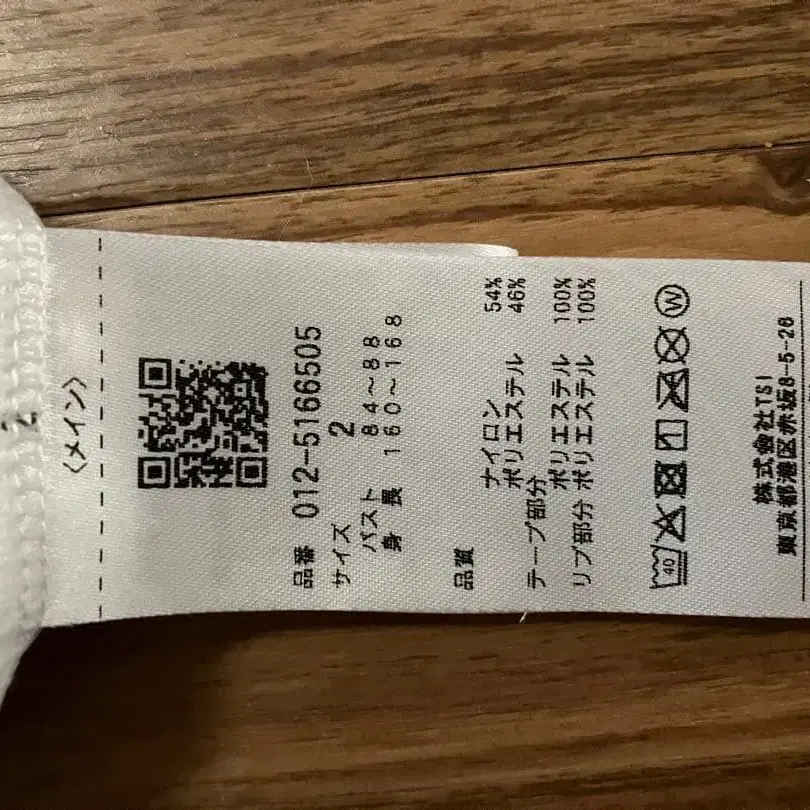 2
〈メイン〉
品番 012-5166505
サイズ 2
バスト 84～88
身長 160～168
品質
ナイロン 54%
ポリエステル 46%
テープ部分
ポリエステル 100%
リブ部分 ポリエステル 100%
40
W
株式会社TSI
東京都港区赤坂8-5-26